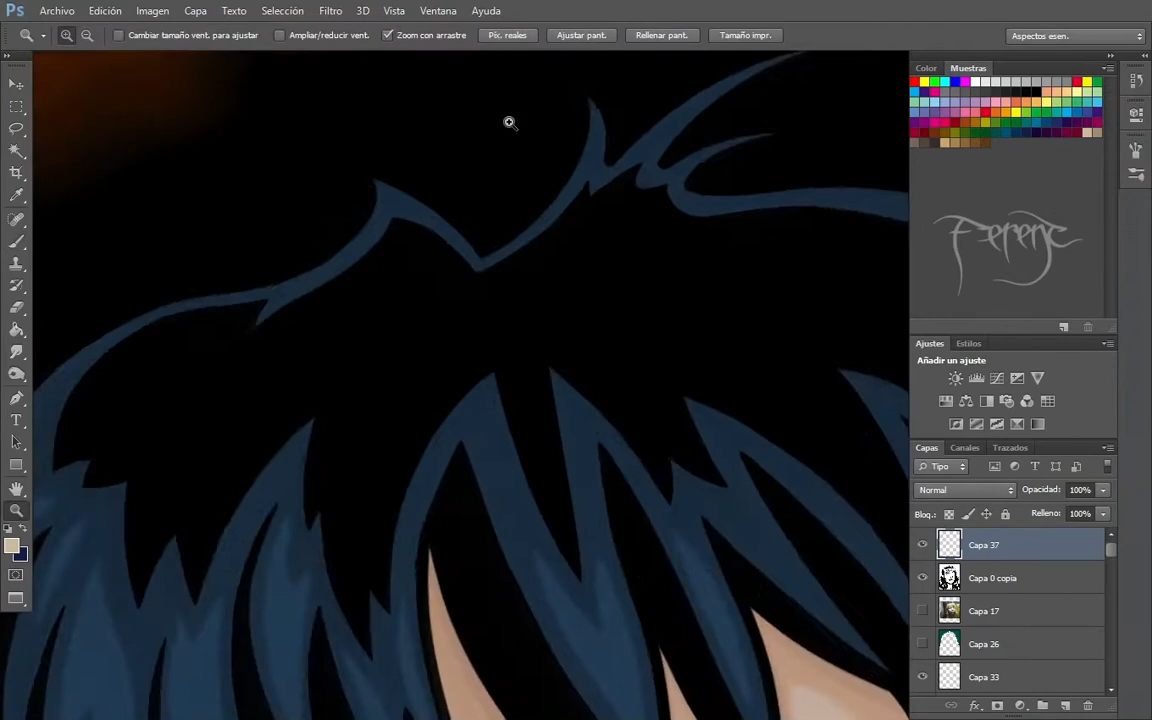 Ps Archivo Edición Imagen Capa Texto Selección Filtro 3D Vista Ventana Ayuda
Cambiar tamaño vent. para ajustar Ampliar/reducir vent. Zoom con arrastre Píx. reales Ajustar pant. Rellenar pant. Tamaño impr. Aspectos esen.
Color Muestras
Ferenc
Ajustes Estilos
Añadir un ajuste
Capas Canales Trazados
Tipo
Normal Opacidad: 100%
Bloq.: Relleno: 100%
Capa 37
Capa 0 copia
Capa 17
Capa 26
Capa 33